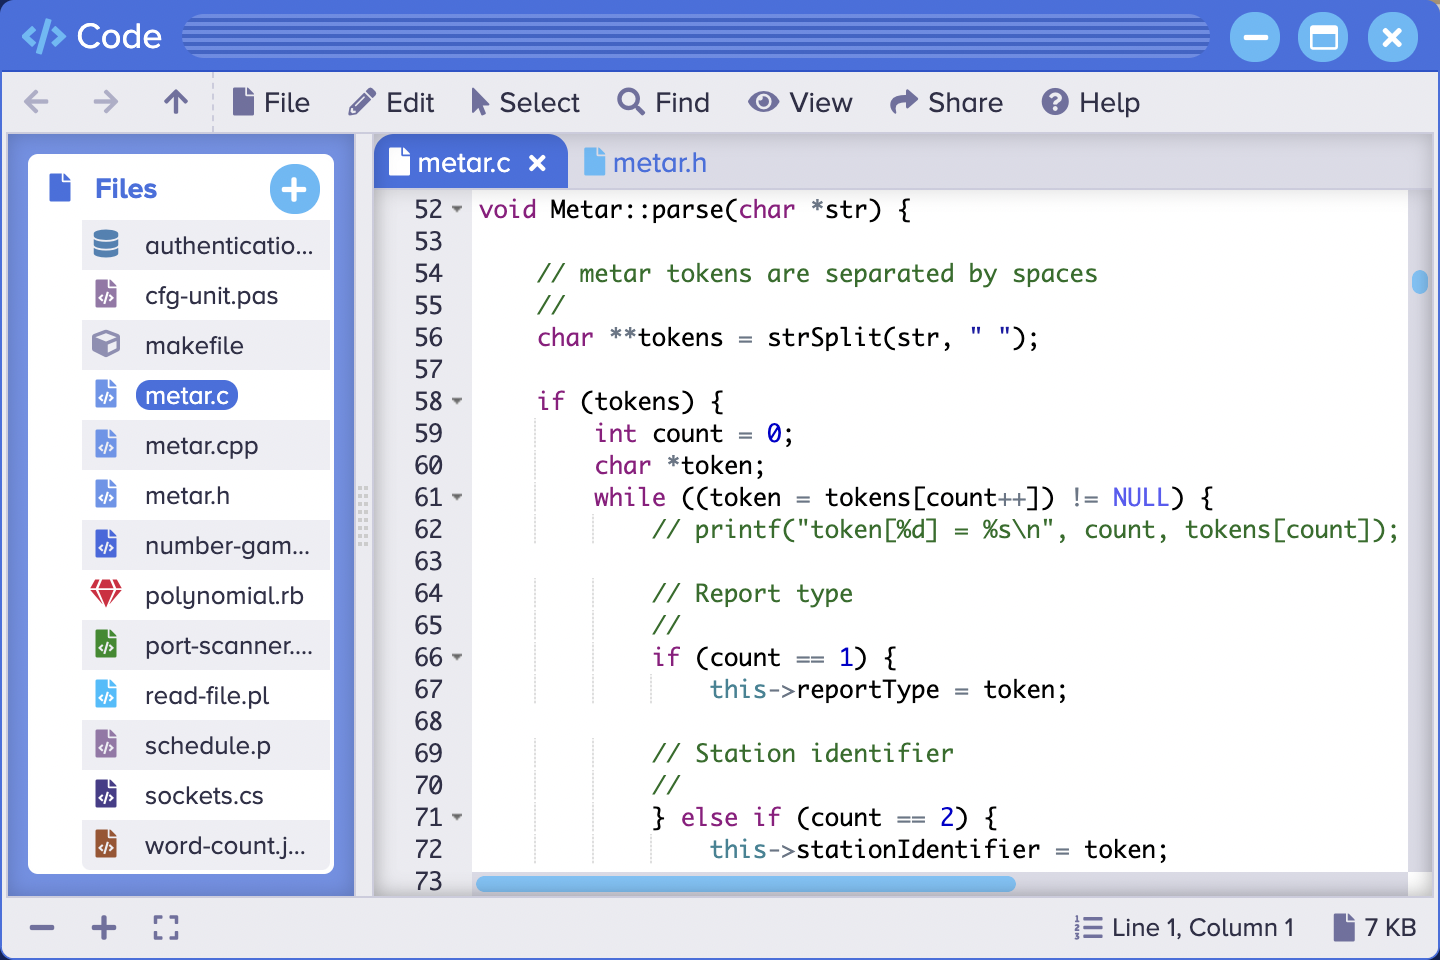 Code
File Edit Select Find View Share Help
Files
authenticatio...
cfg-unit.pas
makefile
metar.c
metar.cpp
metar.h
number-gam...
polynomial.rb
port-scanner....
read-file.pl
schedule.p
sockets.cs
word-count.j...
metar.c metar.h
52 void Metar::parse(char *str) {
53
54 // metar tokens are separated by spaces
55 //
56 char **tokens = strSplit(str, " ");
57
58 if (tokens) {
59 int count = 0;
60 char *token;
61 while ((token = tokens[count++]) != NULL) {
62 // printf("token[%d] = %s\n", count, tokens[count]);
63
64 // Report type
65 //
66 if (count == 1) {
67 this->reportType = token;
68
69 // Station identifier
70 //
71 } else if (count == 2) {
72 this->stationIdentifier = token;
73
Line 1, Column 1 7 KB